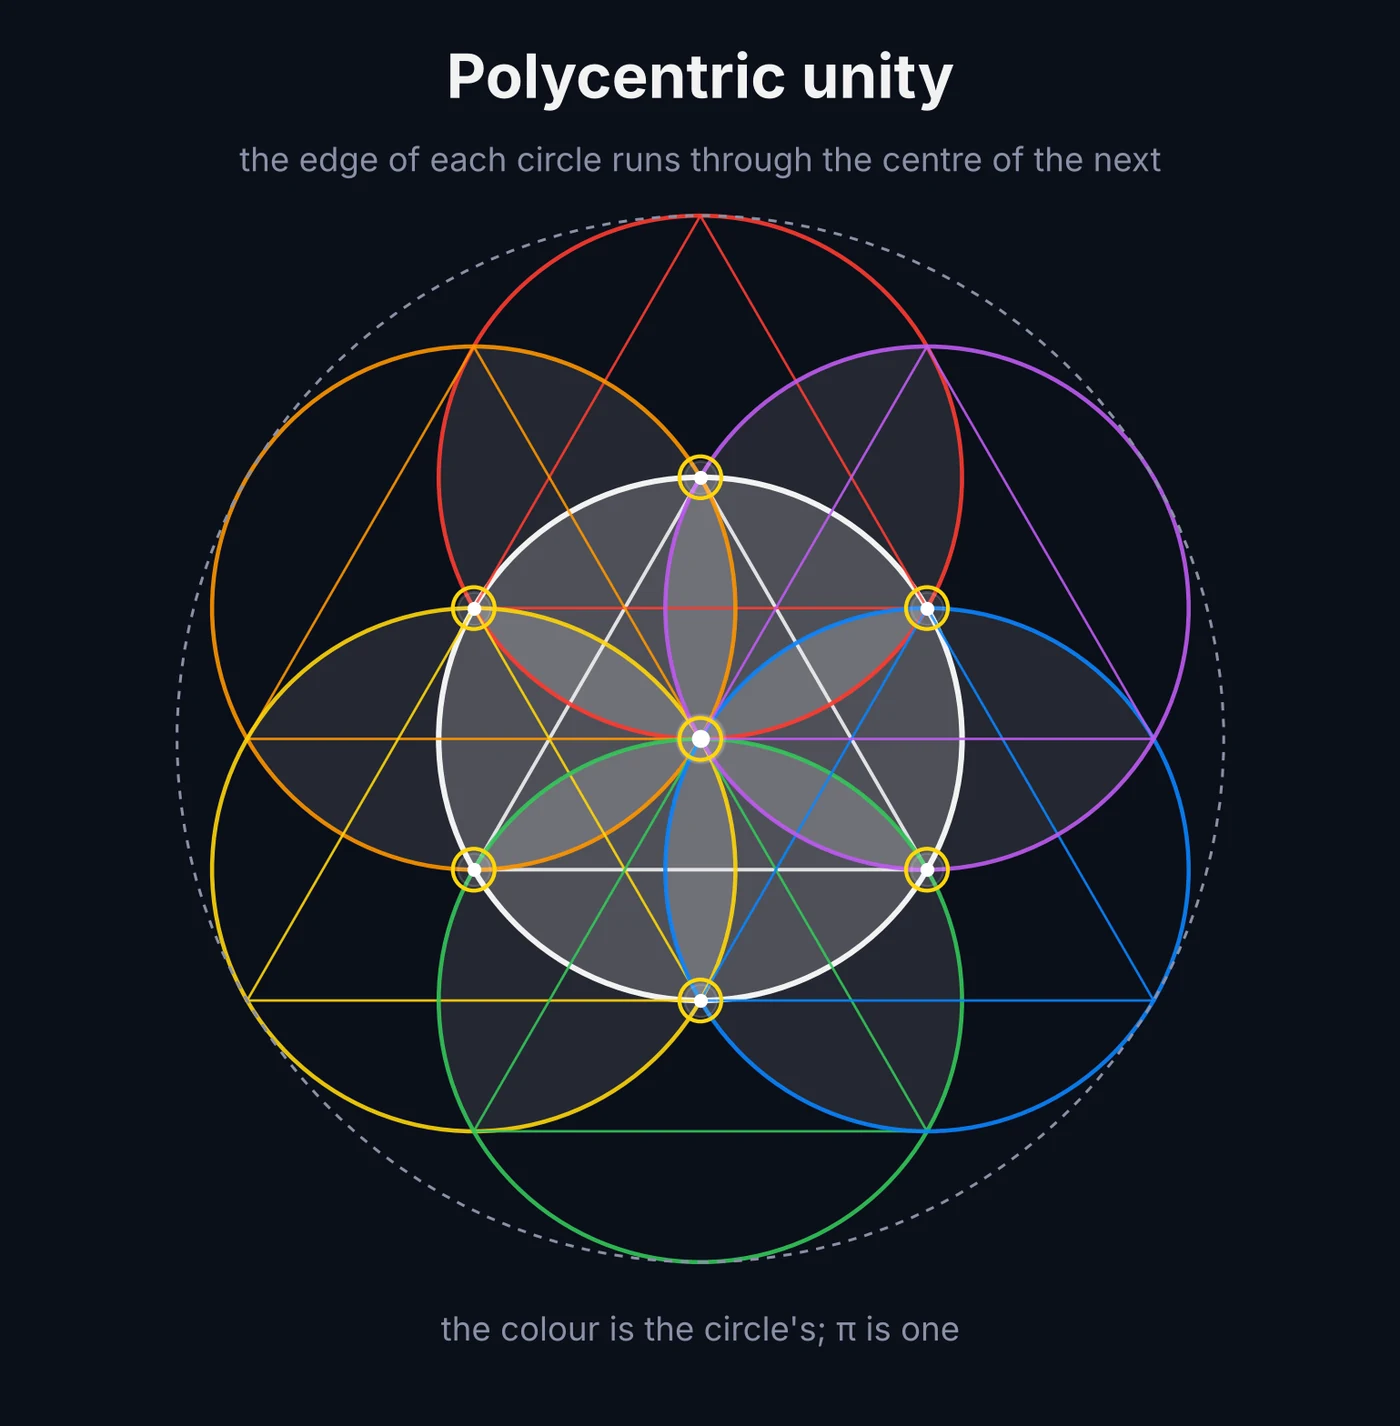 Polycentric unity
the edge of each circle runs through the centre of the next
the colour is the circle's; π is one